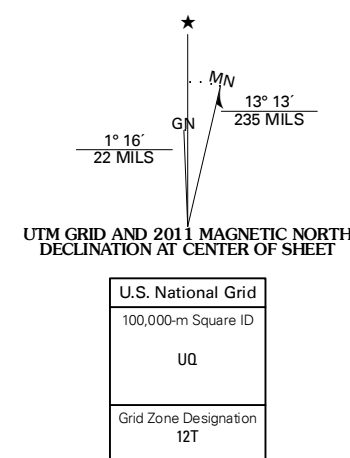 ★
MN
GN
13° 13´
235 MILS
1° 16´
22 MILS
UTM GRID AND 2011 MAGNETIC NORTH
DECLINATION AT CENTER OF SHEET
U.S. National Grid
100,000-m Square ID
UQ
Grid Zone Designation
12T